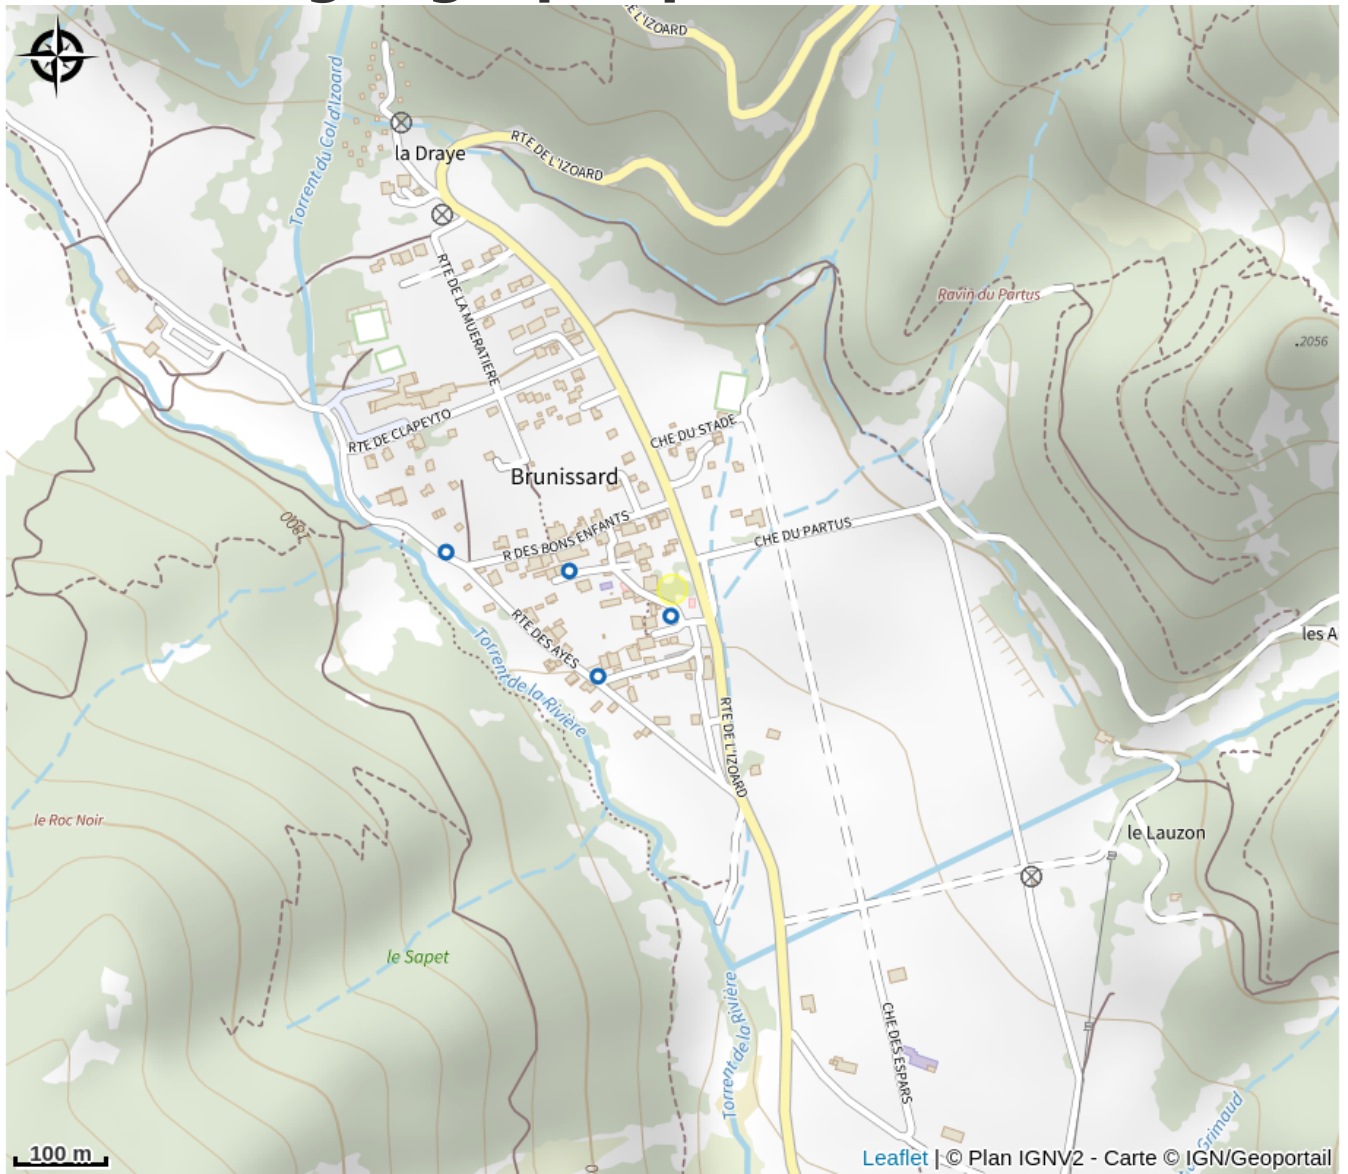 L'IZOARD
Torrent du Col d'Izoard
la Draye
RTE DE L'IZOARD
RTE DE LA MUERATIERE
Ravin du Partus
.2056
RTE DE CLAPEYTO
CHE DU STADE
Brunissard
1800
R DES BONS ENFANTS
CHE DU PARTUS
RTE DES AYES
Torrent de la Rivière
les A
RTE DE L'IZOARD
le Roc Noir
le Lauzon
le Sapet
Torrent de la Rivière
CHE DES ESPARS
Grimaud
100 m
Leaflet | © Plan IGNV2 - Carte © IGN/Geoportail